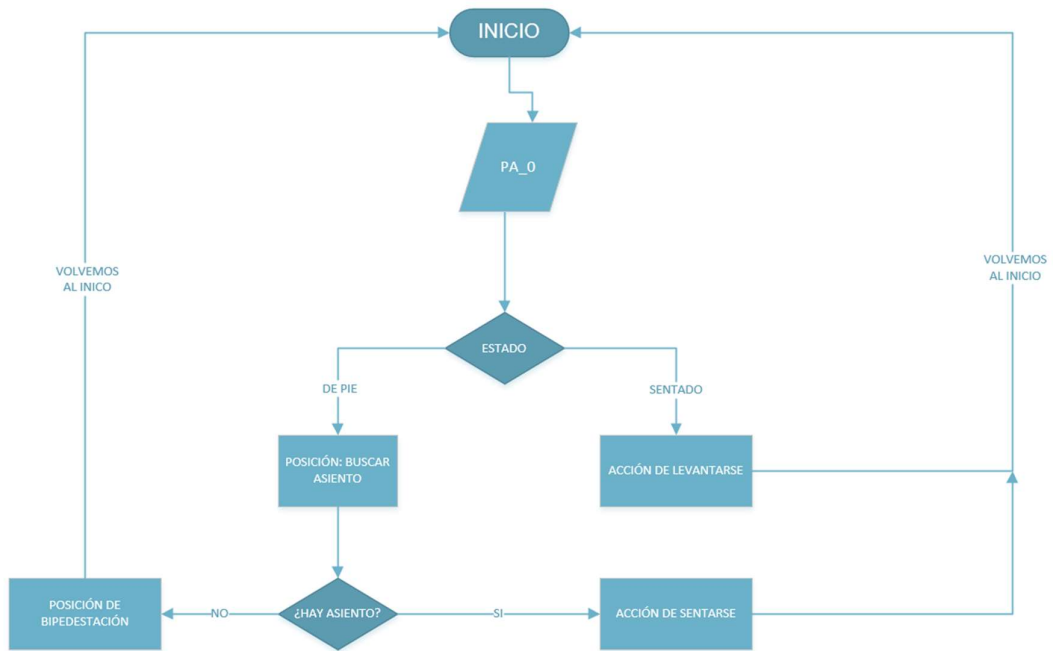 INICIO
PA_0
VOLVEMOS
AL INICO
VOLVEMOS
AL INICIO
ESTADO
DE PIE
SENTADO
POSICIÓN: BUSCAR
ASIENTO
ACCIÓN DE LEVANTARSE
POSICIÓN DE
BIPEDESTACIÓN
NO
¿HAY ASIENTO?
SI
ACCIÓN DE SENTARSE